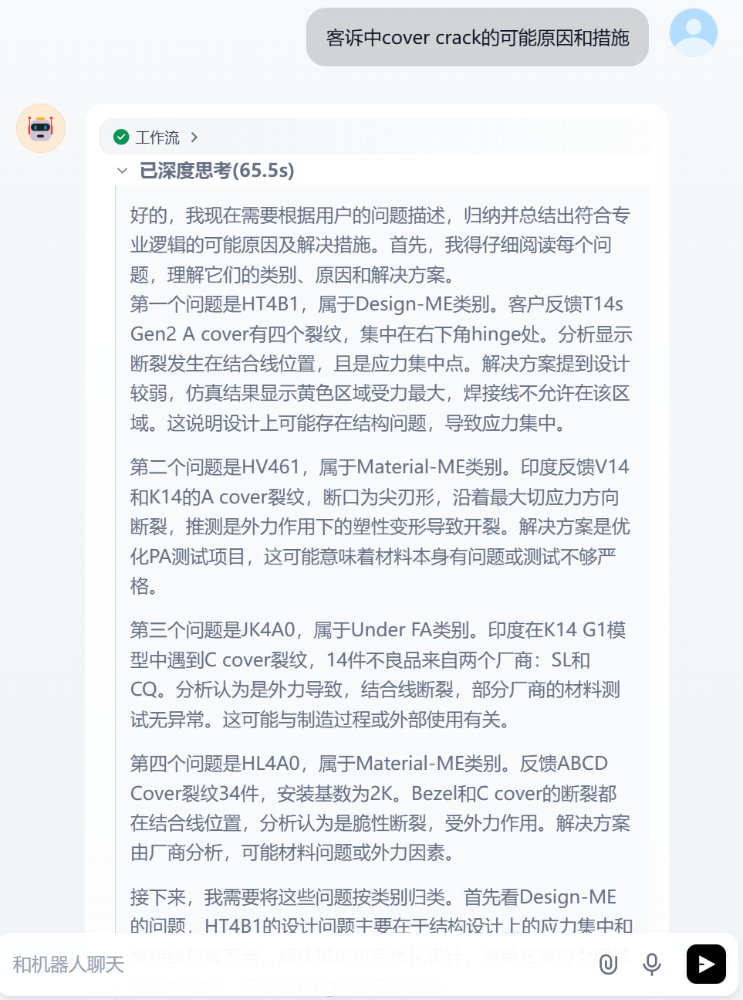 客诉中cover crack的可能原因和措施
工作流
已深度思考(65.5s)
好的，我现在需要根据用户的问题描述，归纳并总结出符合专
业逻辑的可能原因及解决措施。首先，我得仔细阅读每个问
题，理解它们的类别、原因和解决方案。
第一个问题是HT4B1，属于Design-ME类别。客户反馈T14s
Gen2 A cover有四个裂纹，集中在右下角hinge处。分析显示
断裂发生在结合线位置，且是应力集中点。解决方案提到设计
较弱，仿真结果显示黄色区域受力最大，焊接线不允许在该区
域。这说明设计上可能存在结构问题，导致应力集中。
第二个问题是HV461，属于Material-ME类别。印度反馈V14
和K14的A cover裂纹，断口为尖刃形，沿着最大切应力方向
断裂，推测是外力作用下的塑性变形导致开裂。解决方案是优
化PA测试项目，这可能意味着材料本身有问题或测试不够严
格。
第三个问题是JK4A0，属于Under FA类别。印度在K14 G1模
型中遇到C cover裂纹，14件不良品来自两个厂商：SL和
CQ。分析认为是外力导致，结合线断裂，部分厂商的材料测
试无异常。这可能与制造过程或外部使用有关。
第四个问题是HL4A0，属于Material-ME类别。反馈ABCD
Cover裂纹34件，安装基数为2K。Bezel和C cover的断裂都
在结合线位置，分析认为是脆性断裂，受外力作用。解决方案
由厂商分析，可能材料问题或外力因素。
接下来，我需要将这些问题按类别归类。首先看Design-ME
的问题，HT4B1的设计问题主要在于结构设计上的应力集中和
焊接线位置不当。解决措施包括优化设计，避免在高应力区域
和机器人聊天